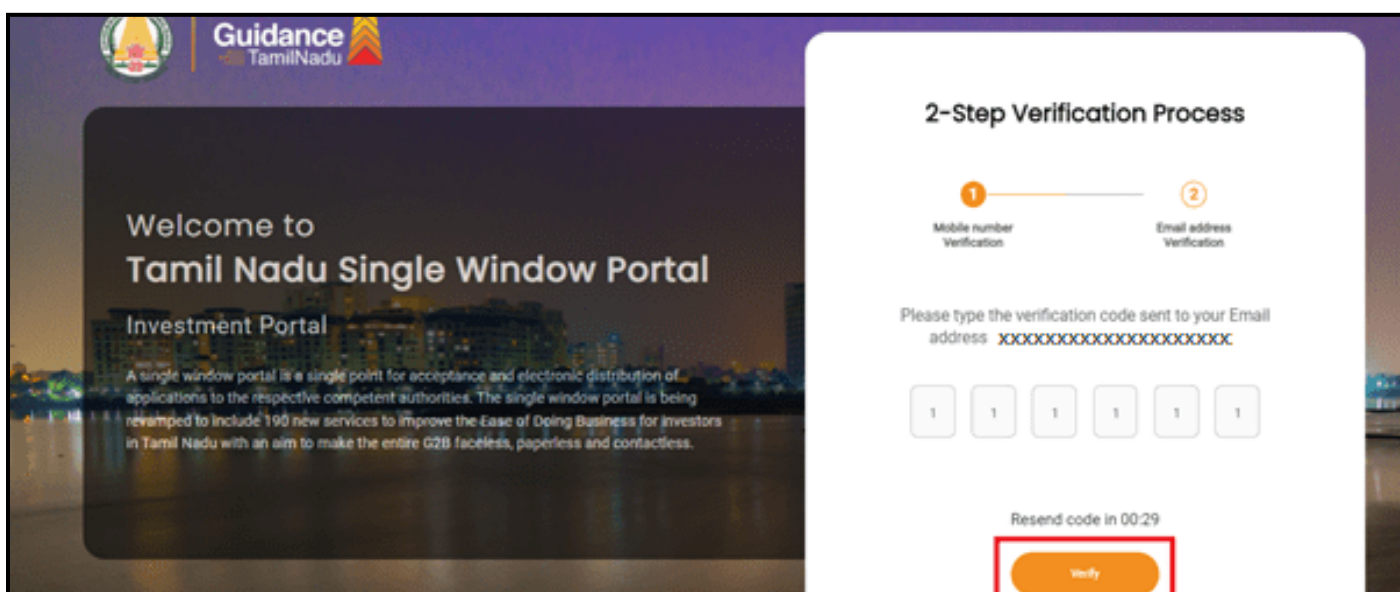 Guidance
TamilNadu
Welcome to
Tamil Nadu Single Window Portal
Investment Portal
A single window portal is a single point for acceptance and electronic distribution of
applications to the respective competent authorities. The single window portal is being
revamped to include 190 new services to improve the Ease of Doing Business for investors
in Tamil Nadu with an aim to make the entire G2B faceless, paperless and contactless.
2-Step Verification Process
1 2
Mobile number
Verification
Email address
Verification
Please type the verification code sent to your Email
address XXXXXXXXXXXXXXXXXXXXX
1 1 1 1 1 1
Resend code in 00:29
Verify